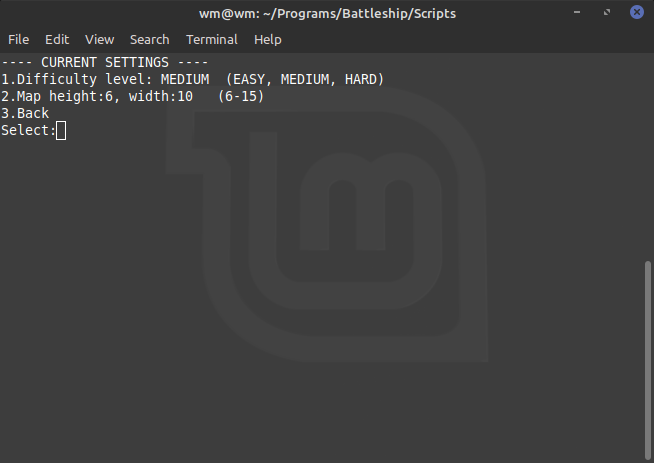 wm@wm: ~/Programs/Battleship/Scripts
File Edit View Search Terminal Help
---- CURRENT SETTINGS ----
1.Difficulty level: MEDIUM  (EASY, MEDIUM, HARD)
2.Map height:6, width:10   (6-15)
3.Back
Select: